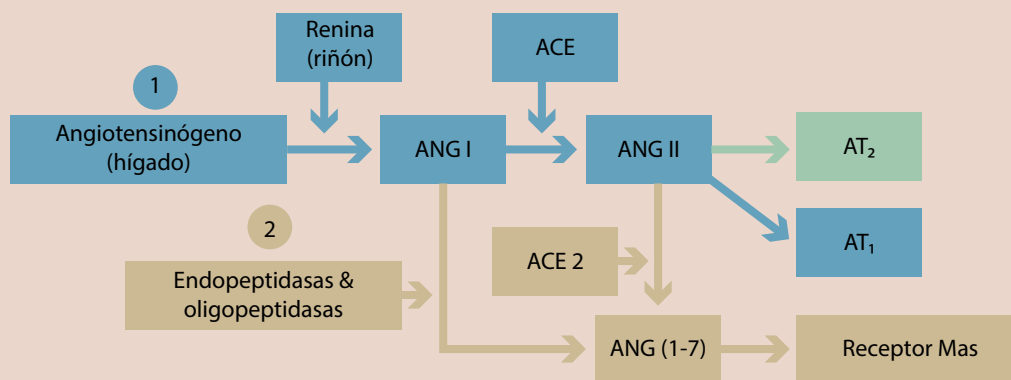 Renina
(riñón)
ACE
1
Angiotensinógeno
(hígado)
ANG I
ANG II
AT₂
2
AT₁
Endopeptidasas &
oligopeptidasas
ACE 2
ANG (1-7)
Receptor Mas